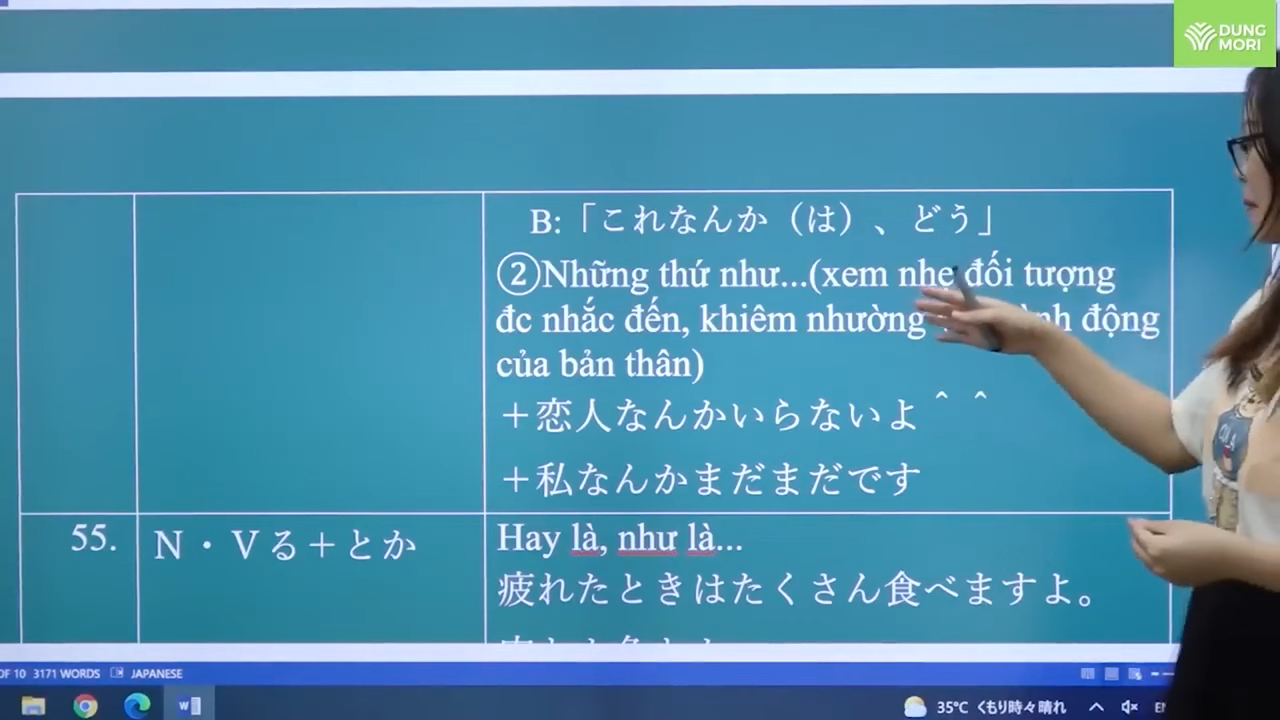 DUNG
MORI
B:「これなんか(は)、どう」
②Những thứ như...(xem nhẹ đối tượng
đc nhắc đến, khiêm nhường động
của bản thân)
+恋人なんかいらないよ^ ^
+私なんかまだまだです
55.
N・Vる+とか
Hay là, như là...
疲れたときはたくさん食べますよ。
OF 10 3171 WORDS JAPANESE
35°C くもり時々晴れ